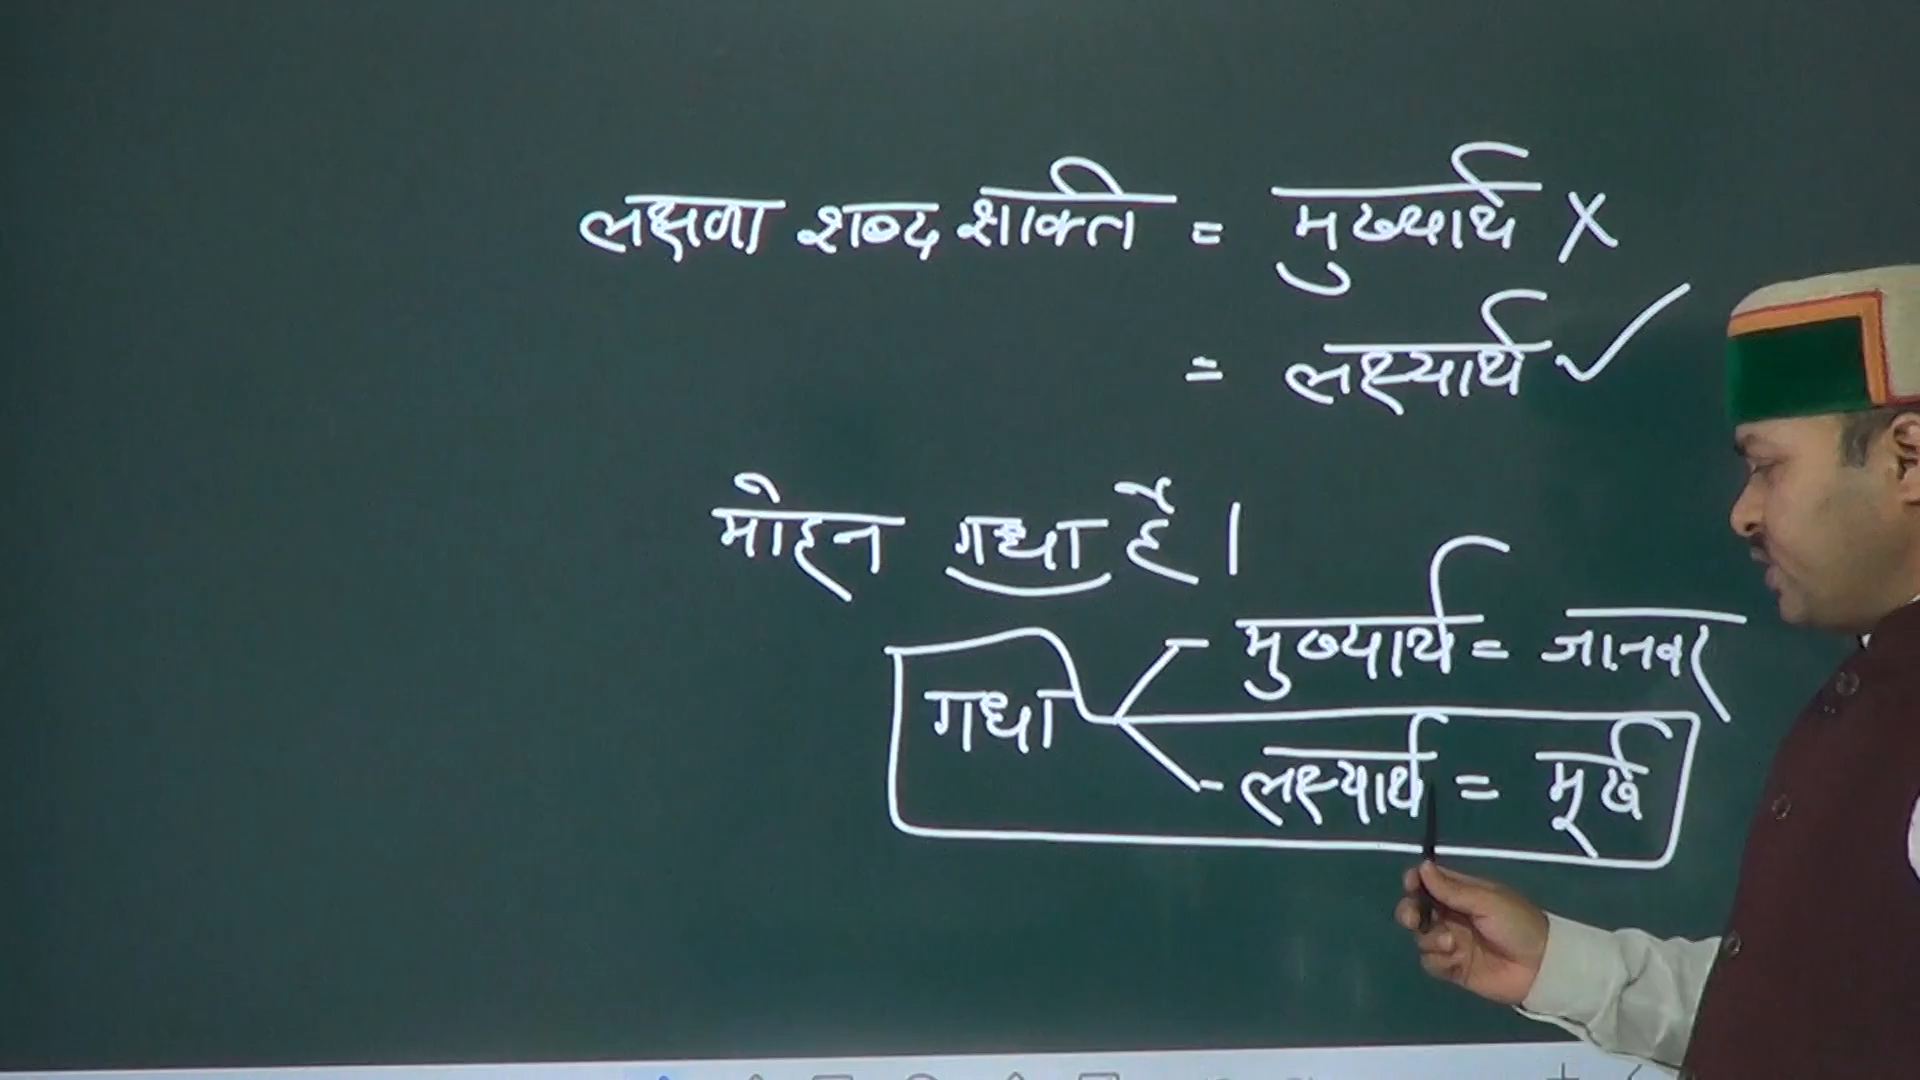 लक्षणा शब्द शक्ति = मुख्यार्थ X
= लक्ष्यार्थ ✓
मोहन गधा है।
मुख्यार्थ = जानवर
गधा
लक्ष्यार्थ = मूर्ख